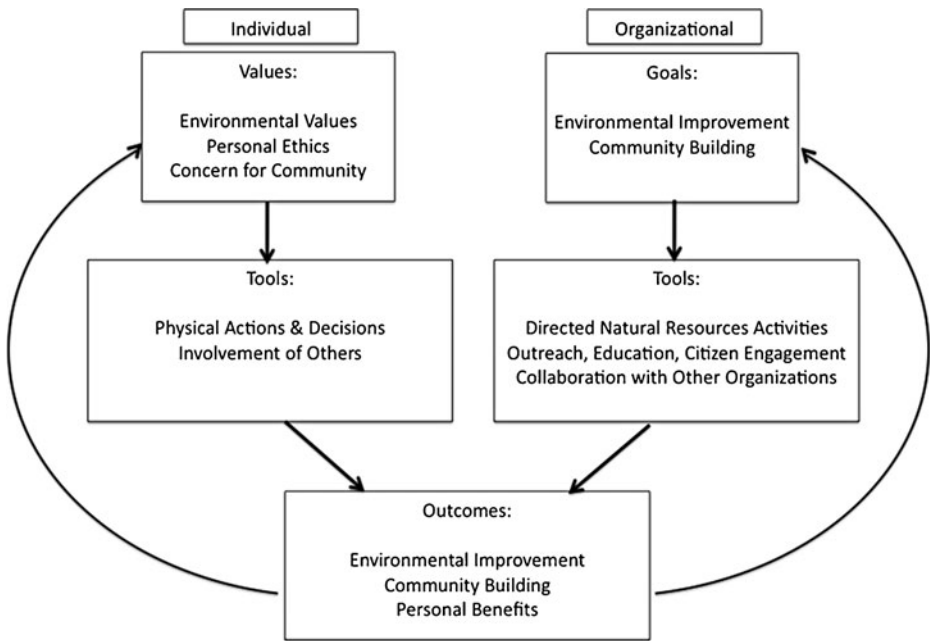 Individual
Values:
Environmental Values
Personal Ethics
Concern for Community
Tools:
Physical Actions & Decisions
Involvement of Others
Organizational
Goals:
Environmental Improvement
Community Building
Tools:
Directed Natural Resources Activities
Outreach, Education, Citizen Engagement
Collaboration with Other Organizations
Outcomes:
Environmental Improvement
Community Building
Personal Benefits